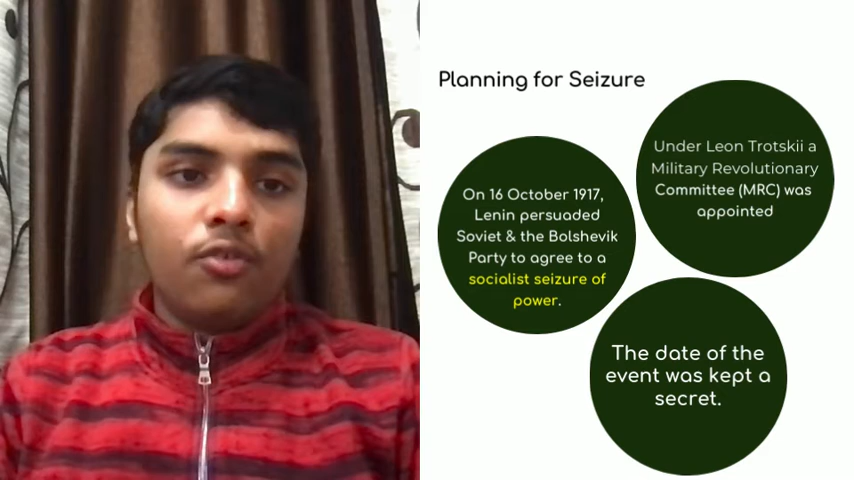 Planning for Seizure
On 16 October 1917,
Lenin persuaded
Soviet & the Bolshevik
Party to agree to a
socialist seizure of
power.
Under Leon Trotskii a
Military Revolutionary
Committee (MRC) was
appointed
The date of the
event was kept a
secret.